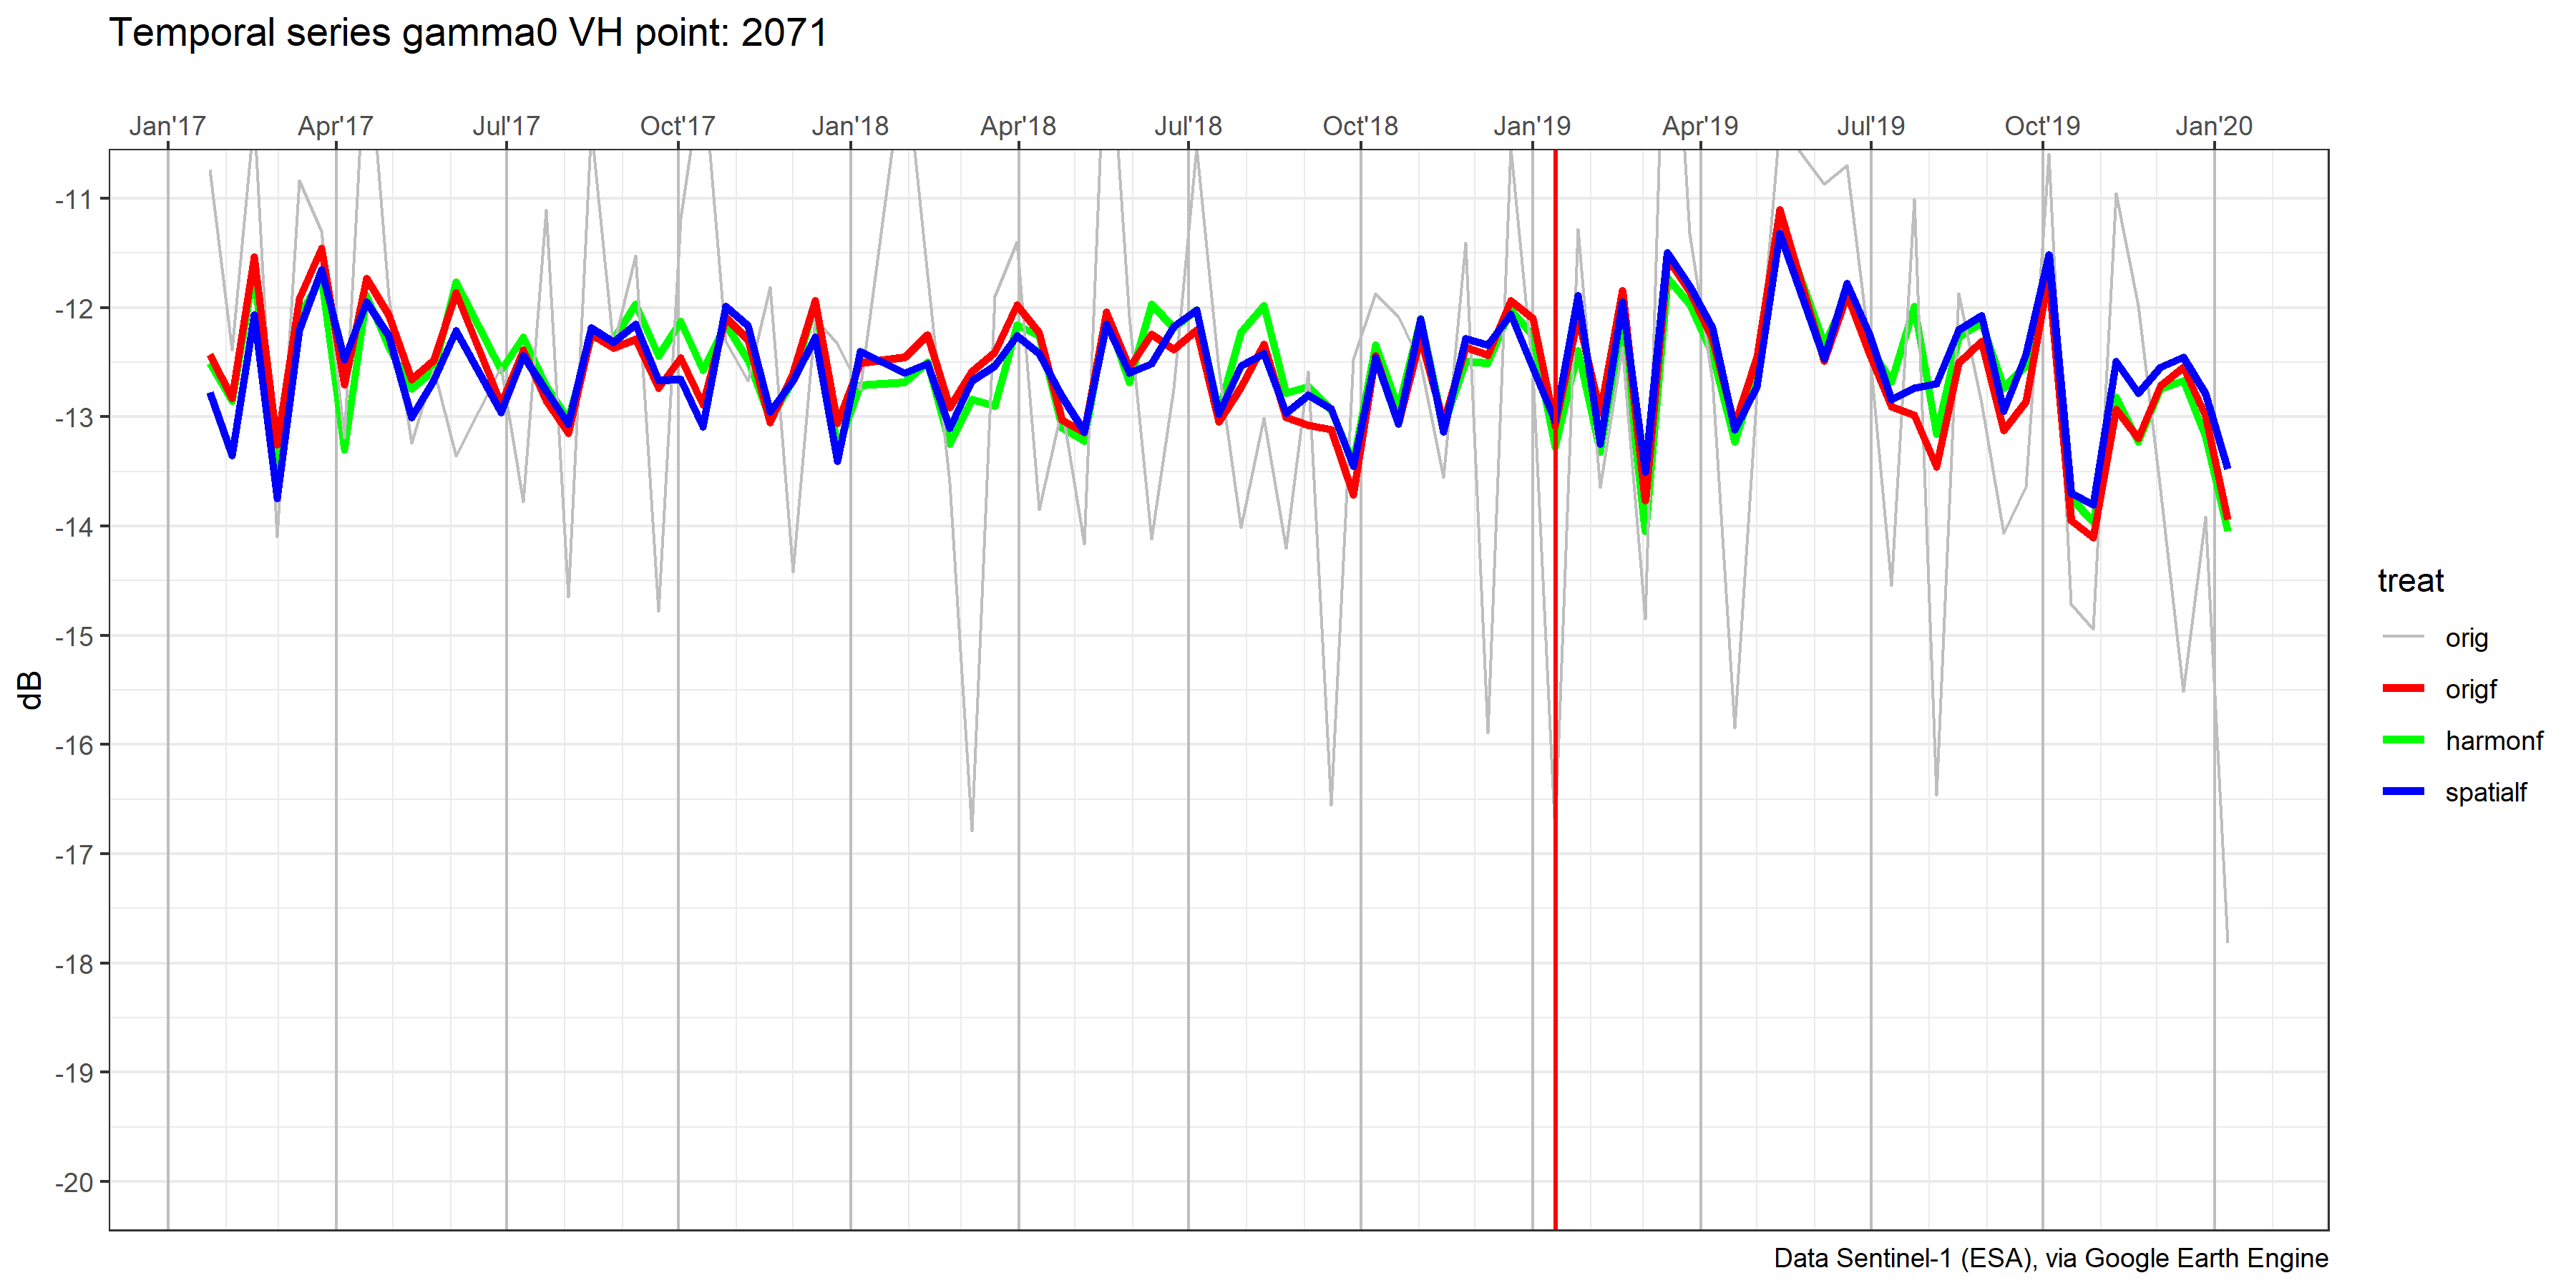 Temporal series gamma0 VH point: 2071
Jan'17 Apr'17 Jul'17 Oct'17 Jan'18 Apr'18 Jul'18 Oct'18 Jan'19 Apr'19 Jul'19 Oct'19 Jan'20
-11
-12
-13
-14
-15
-16
-17
-18
-19
-20
dB
treat
orig
origf
harmonf
spatialf
Data Sentinel-1 (ESA), via Google Earth Engine